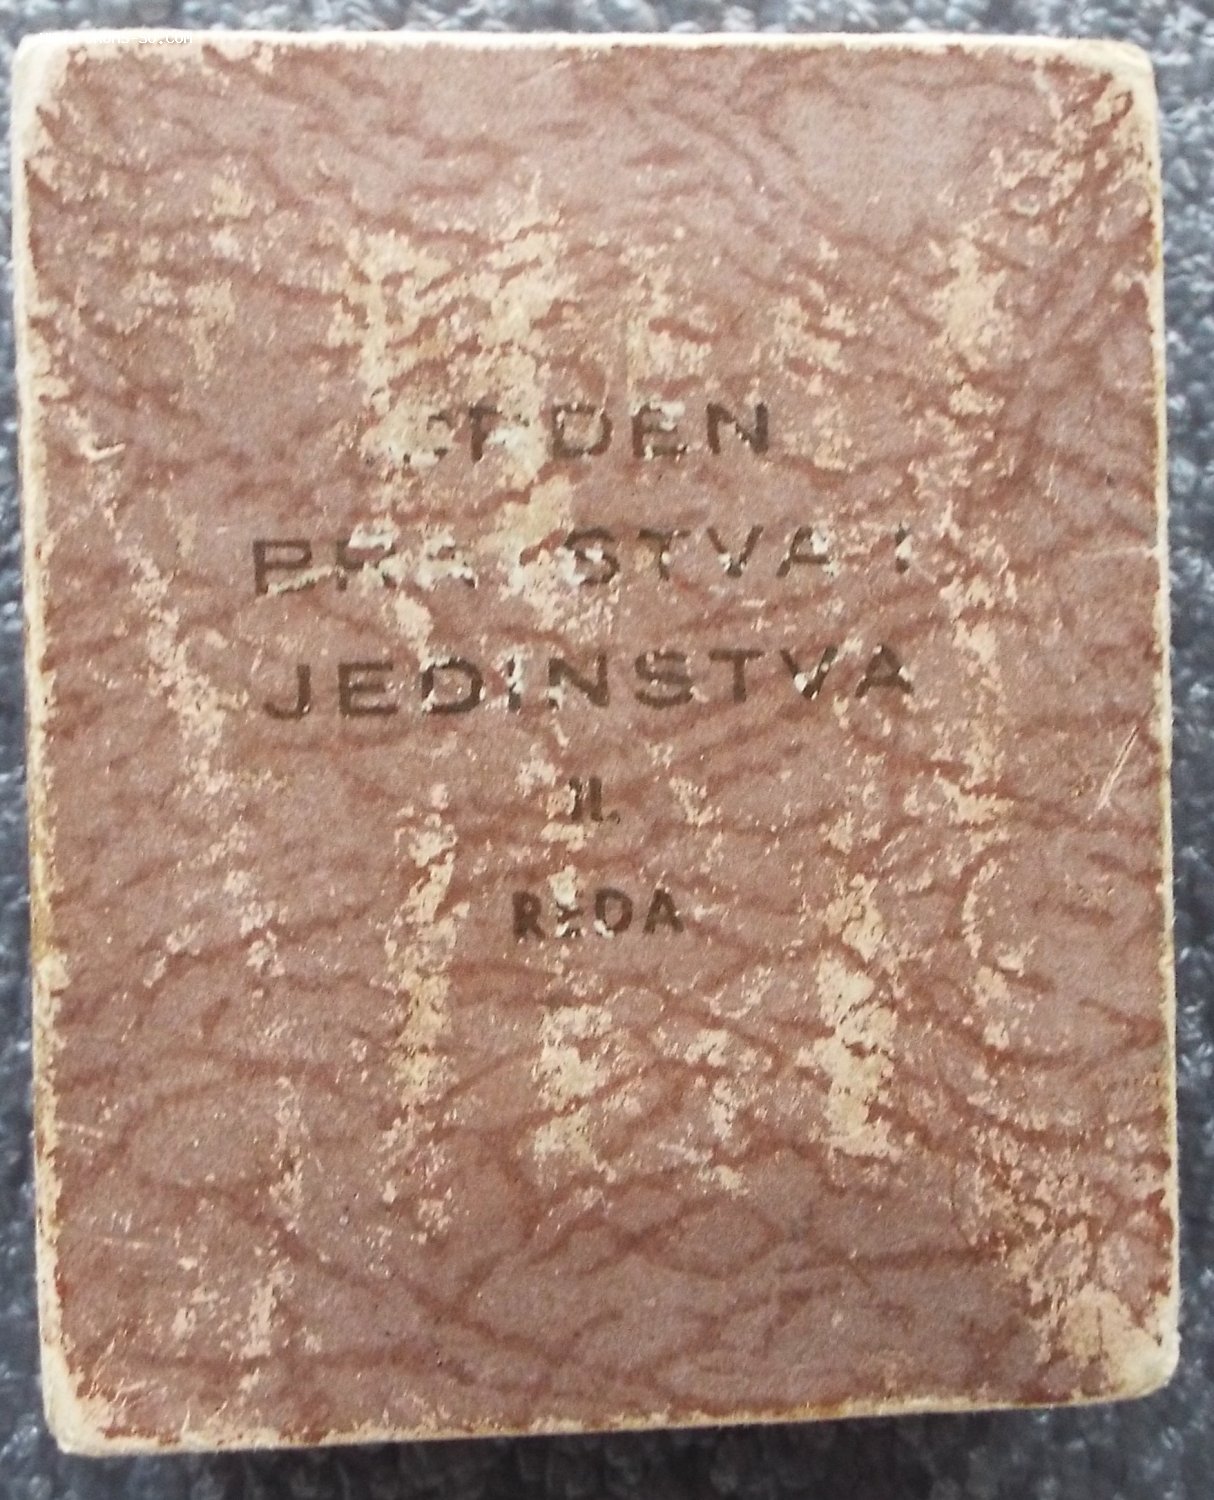 ORDEN
BRATSTVA I
JEDINSTVA
II.
REDA